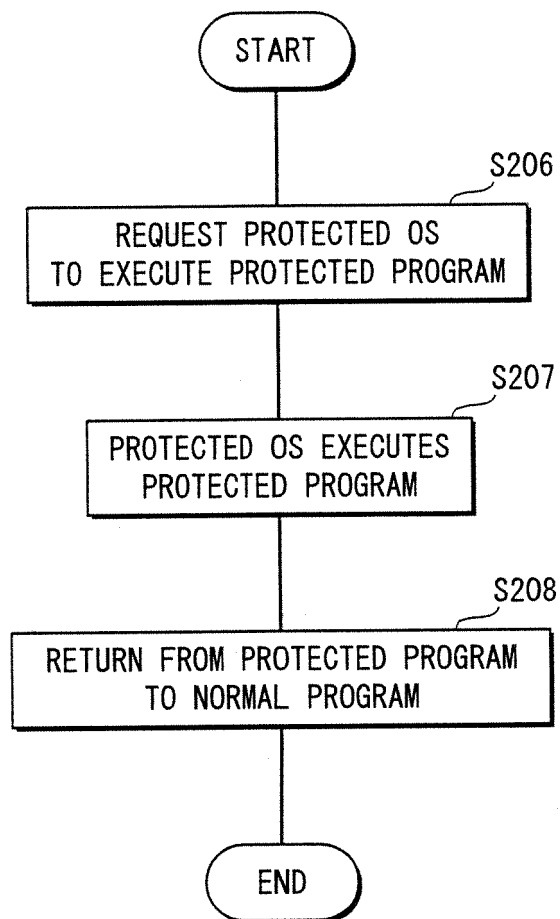 START
S206
REQUEST PROTECTED OS
TO EXECUTE PROTECTED PROGRAM
S207
PROTECTED OS EXECUTES
PROTECTED PROGRAM
S208
RETURN FROM PROTECTED PROGRAM
TO NORMAL PROGRAM
END